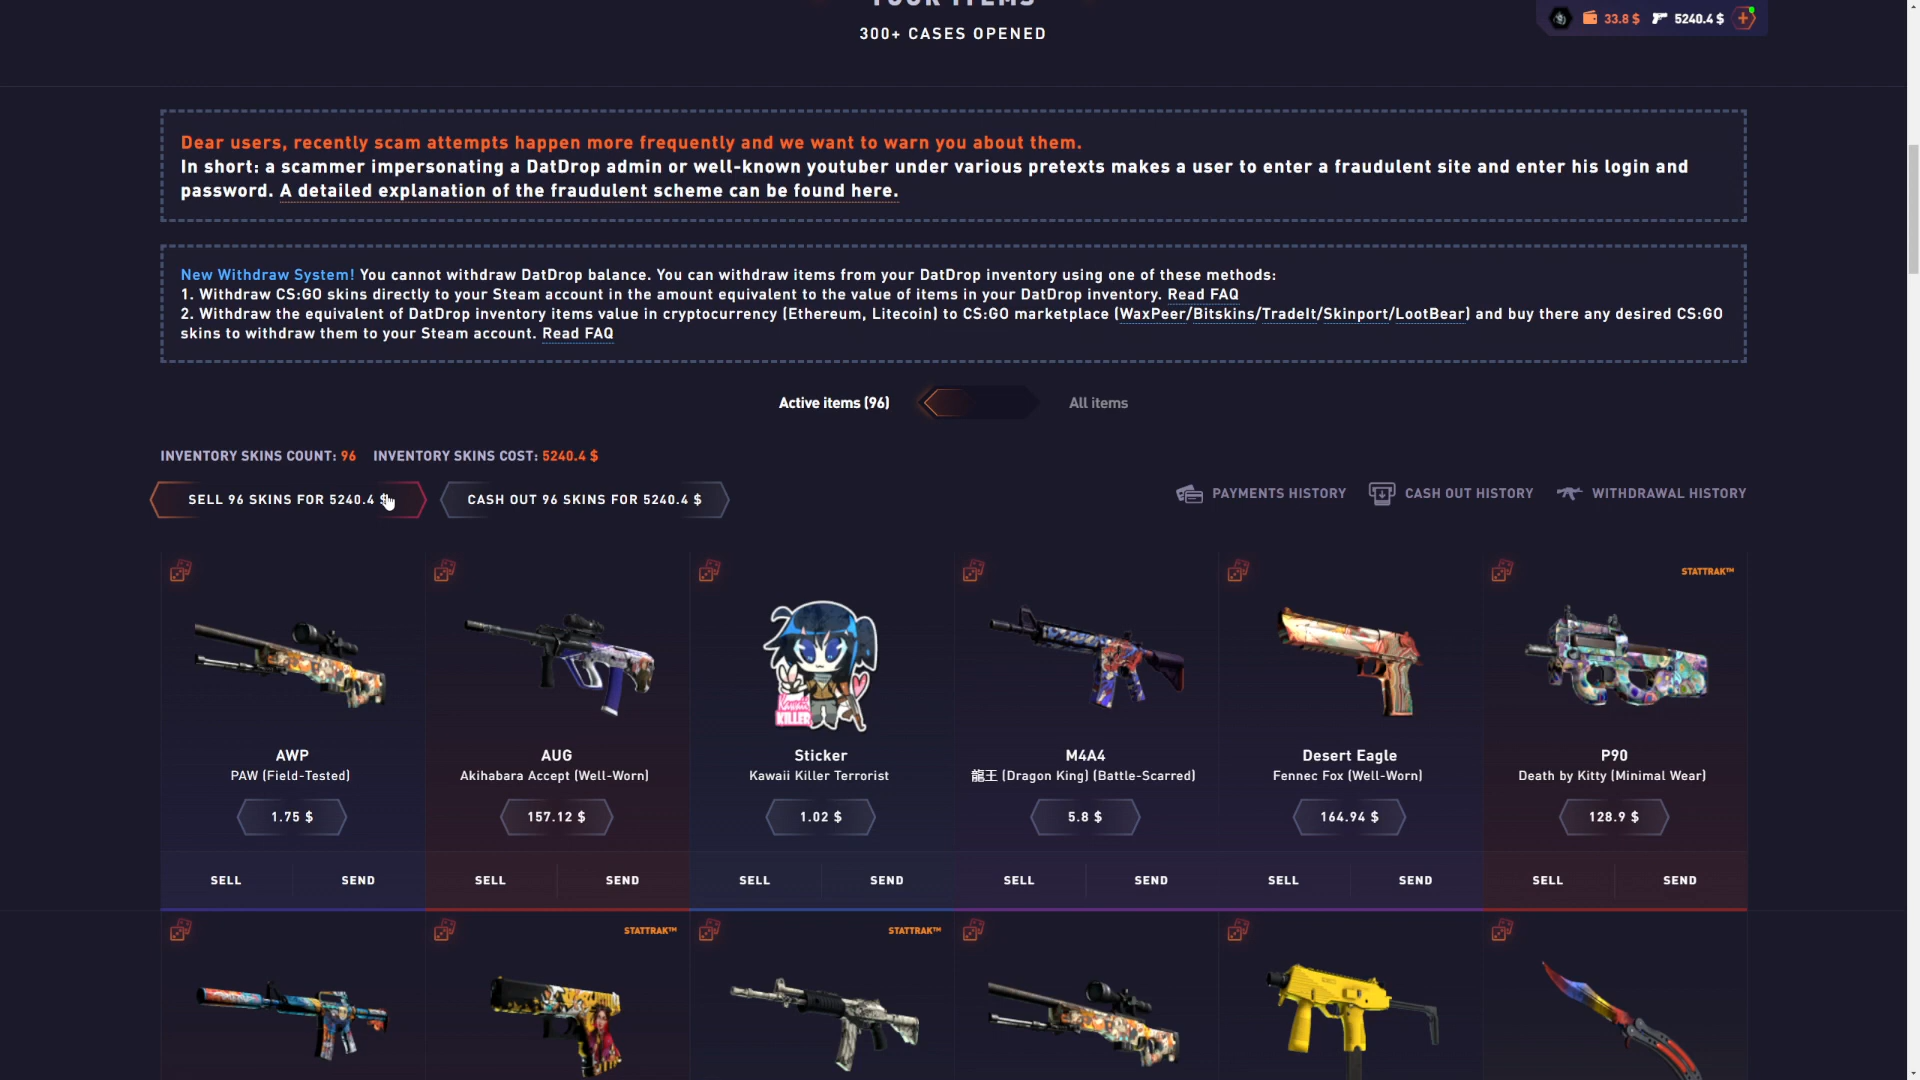 YOUR ITEMS
300+ CASES OPENED
33.8 $ 5240.4 $
Dear users, recently scam attempts happen more frequently and we want to warn you about them.
In short: a scammer impersonating a DatDrop admin or well-known youtuber under various pretexts makes a user to enter a fraudulent site and enter his login and
password. A detailed explanation of the fraudulent scheme can be found here.
New Withdraw System! You cannot withdraw DatDrop balance. You can withdraw items from your DatDrop inventory using one of these methods:
1. Withdraw CS:GO skins directly to your Steam account in the amount equivalent to the value of items in your DatDrop inventory. Read FAQ
2. Withdraw the equivalent of DatDrop inventory items value in cryptocurrency (Ethereum, Litecoin) to CS:GO marketplace (WaxPeer/Bitskins/TradeIt/Skinport/LootBear) and buy there any desired CS:GO
skins to withdraw them to your Steam account. Read FAQ
Active items (96) All items
INVENTORY SKINS COUNT: 96 INVENTORY SKINS COST: 5240.4 $
SELL 96 SKINS FOR 5240.4 $ CASH OUT 96 SKINS FOR 5240.4 $ PAYMENTS HISTORY CASH OUT HISTORY WITHDRAWAL HISTORY
STATTRAK™
KAWAII KILLER
AWP AUG Sticker M4A4 Desert Eagle P90
PAW (Field-Tested) Akihabara Accept (Well-Worn) Kawaii Killer Terrorist 龍王 (Dragon King) (Battle-Scarred) Fennec Fox (Well-Worn) Death by Kitty (Minimal Wear)
1.75 $ 157.12 $ 1.02 $ 5.8 $ 164.94 $ 128.9 $
SELL SEND SELL SEND SELL SEND SELL SEND SELL SEND SELL SEND
STATTRAK™ STATTRAK™